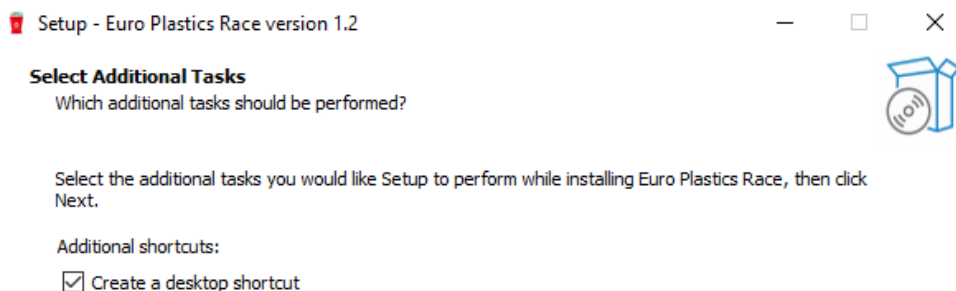 Setup - Euro Plastics Race version 1.2
Select Additional Tasks
Which additional tasks should be performed?
Select the additional tasks you would like Setup to perform while installing Euro Plastics Race, then click
Next.
Additional shortcuts:
Create a desktop shortcut